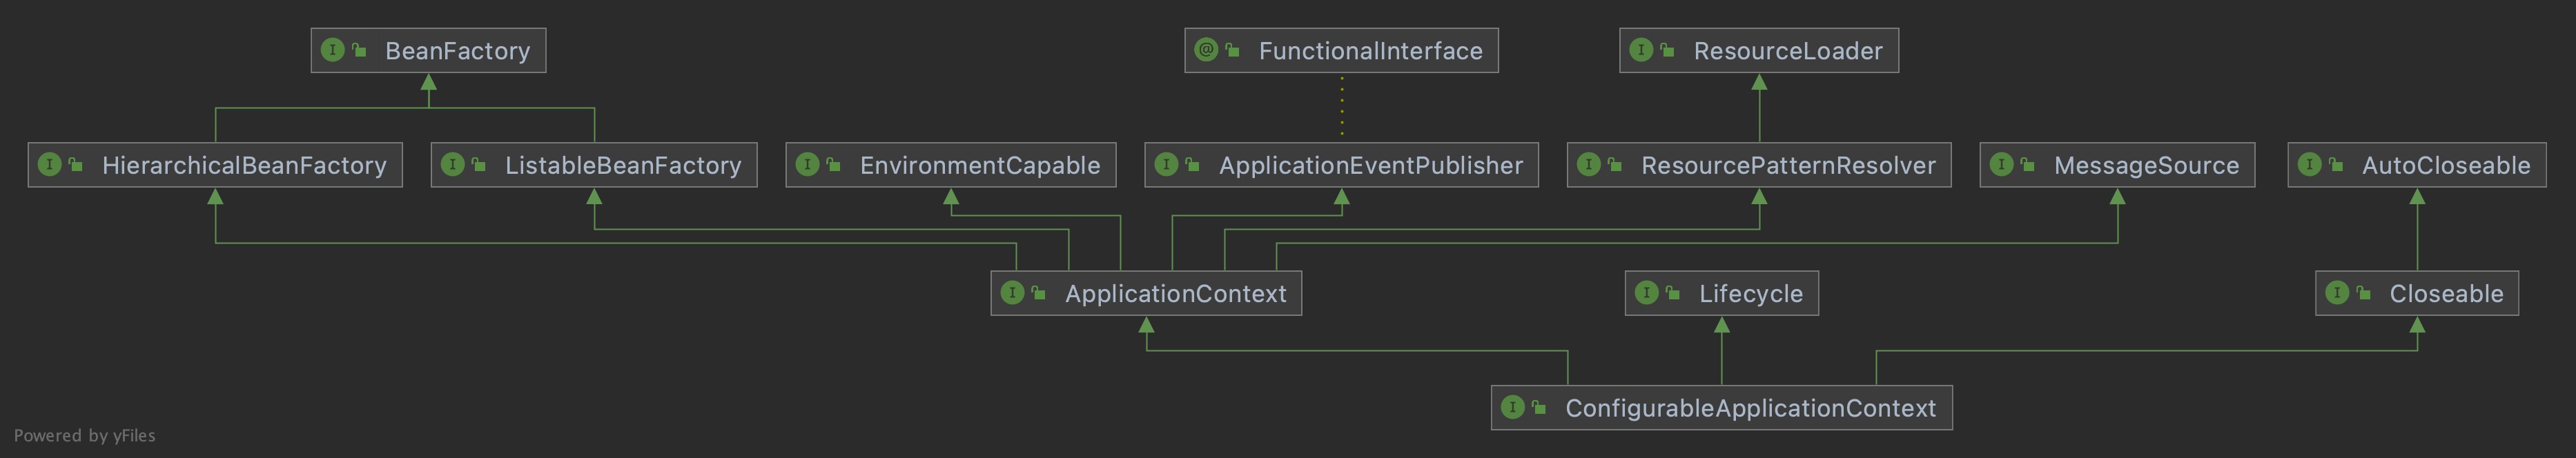 BeanFactory
FunctionalInterface
ResourceLoader
HierarchicalBeanFactory
ListableBeanFactory
EnvironmentCapable
ApplicationEventPublisher
ResourcePatternResolver
MessageSource
AutoCloseable
ApplicationContext
Lifecycle
Closeable
ConfigurableApplicationContext
Powered by yFiles